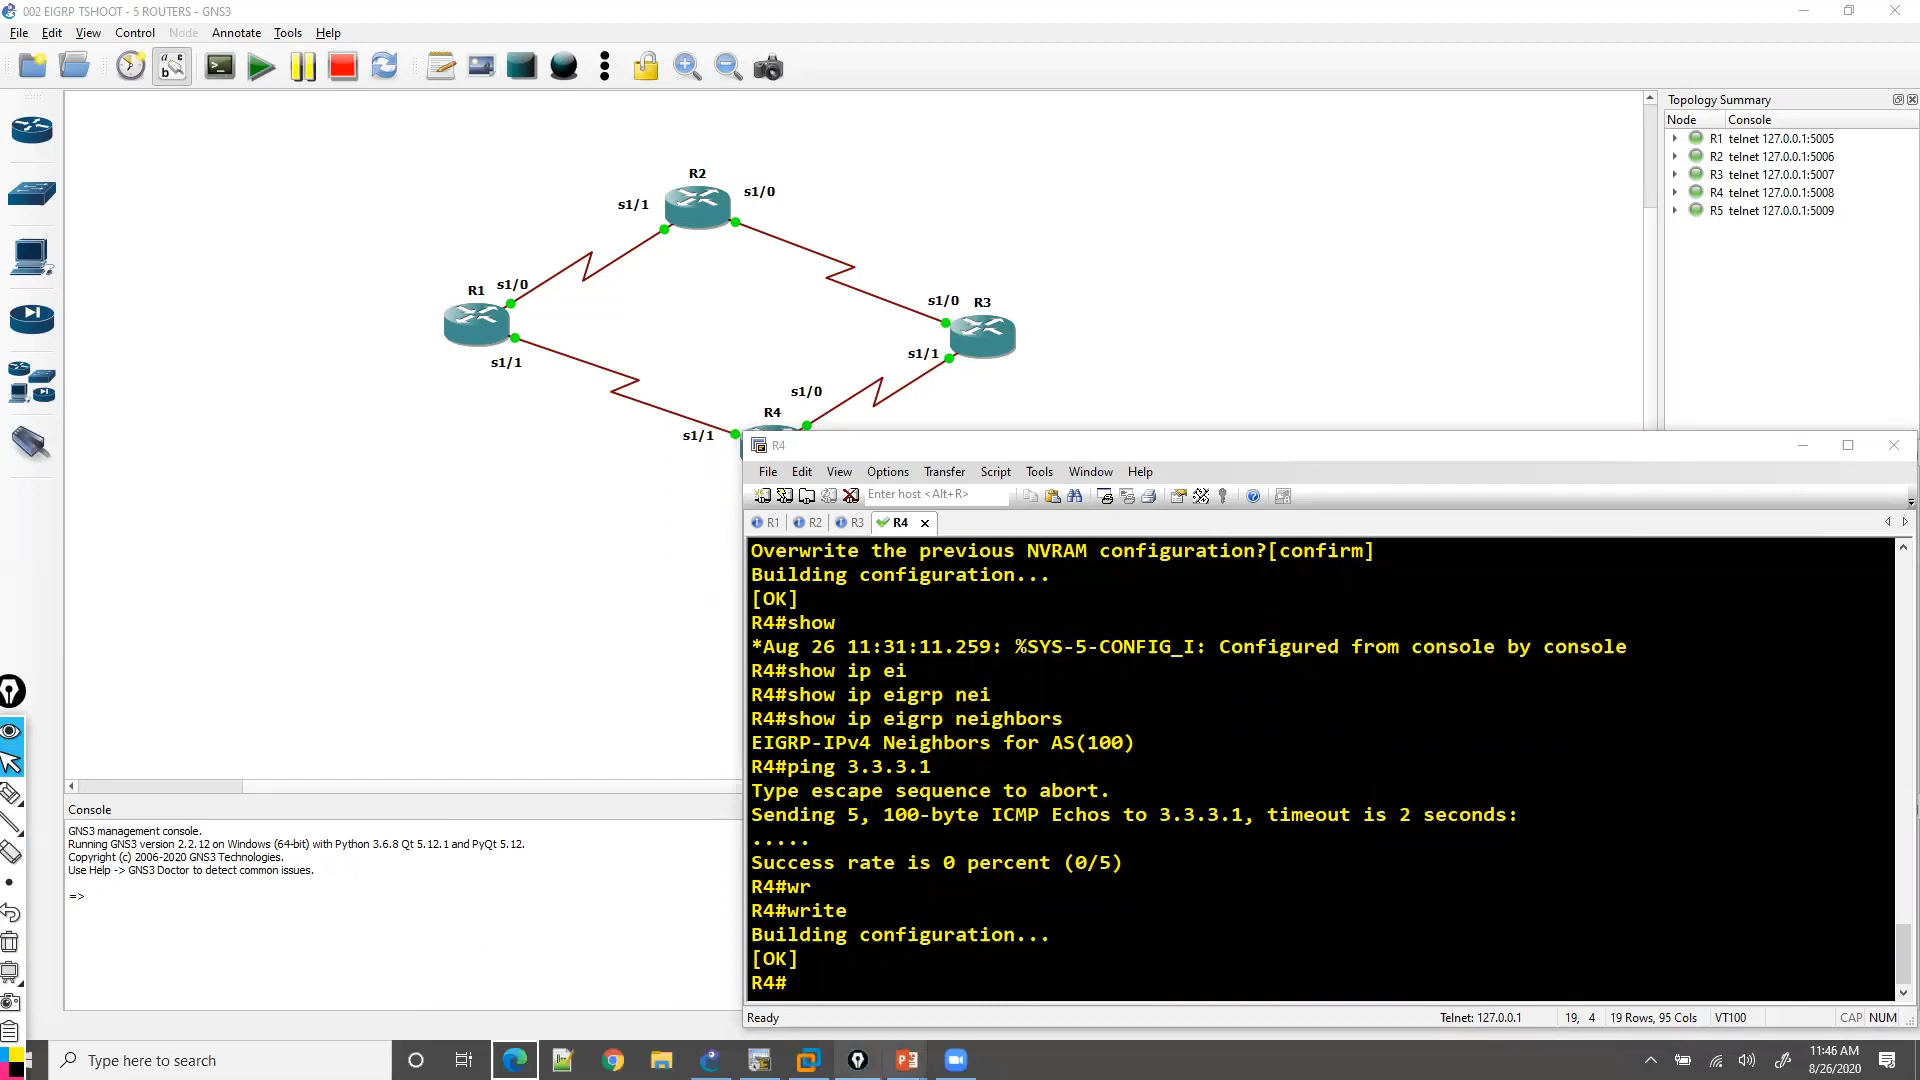 002 EIGRP TSHOOT - 5 ROUTERS - GNS3
File Edit View Control Node Annotate Tools Help
Topology Summary
Node Console
R1 telnet 127.0.0.1:5005
R2 telnet 127.0.0.1:5006
R3 telnet 127.0.0.1:5007
R4 telnet 127.0.0.1:5008
R5 telnet 127.0.0.1:5009
R2
s1/1
s1/0
R1
s1/0
s1/1
s1/0
R3
s1/1
s1/0
R4
s1/1
R4
File Edit View Options Transfer Script Tools Window Help
Enter host <Alt+R>
R1 R2 R3 R4
Overwrite the previous NVRAM configuration?[confirm]
Building configuration...
[OK]
R4#show
*Aug 26 11:31:11.259: %SYS-5-CONFIG_I: Configured from console by console
R4#show ip ei
R4#show ip eigrp nei
R4#show ip eigrp neighbors
EIGRP-IPv4 Neighbors for AS(100)
R4#ping 3.3.3.1
Type escape sequence to abort.
Sending 5, 100-byte ICMP Echos to 3.3.3.1, timeout is 2 seconds:
.....
Success rate is 0 percent (0/5)
R4#wr
R4#write
Building configuration...
[OK]
R4#
Ready Telnet: 127.0.0.1 19, 4 19 Rows, 95 Cols VT100 CAP NUM
Console
GNS3 management console.
Running GNS3 version 2.2.12 on Windows (64-bit) with Python 3.6.8 Qt 5.12.1 and PyQt 5.12.
Copyright (c) 2006-2020 GNS3 Technologies.
Use Help -> GNS3 Doctor to detect common issues.
=>
Type here to search
11:46 AM
8/26/2020